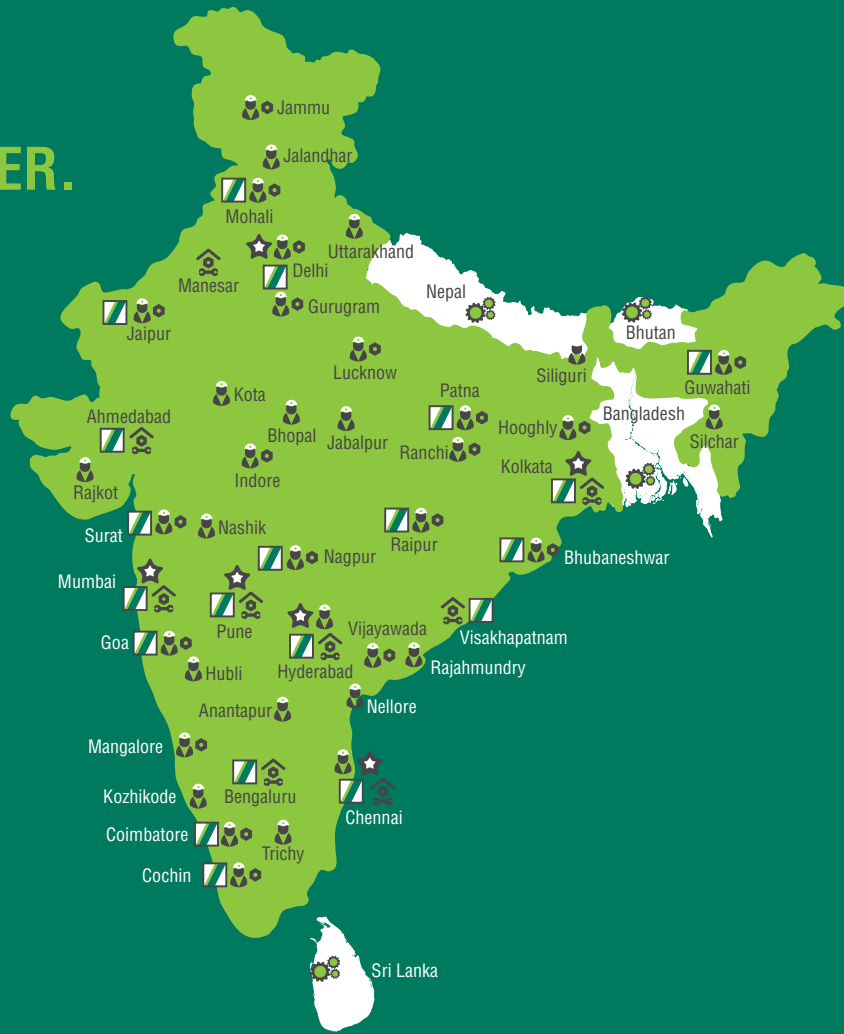 ER.
Jammu
Jalandhar
Mohali
Uttarakhand
Delhi
Manesar
Gurugram
Jaipur
Nepal
Bhutan
Lucknow
Siliguri
Guwahati
Kota
Patna
Ahmedabad
Bhopal
Jabalpur
Hooghly
Bangladesh
Silchar
Ranchi
Kolkata
Indore
Rajkot
Surat
Nashik
Raipur
Nagpur
Bhubaneshwar
Mumbai
Pune
Vijayawada
Visakhapatnam
Goa
Hubli
Hyderabad
Rajahmundry
Anantapur
Nellore
Mangalore
Kozhikode
Bengaluru
Chennai
Coimbatore
Trichy
Cochin
Sri Lanka